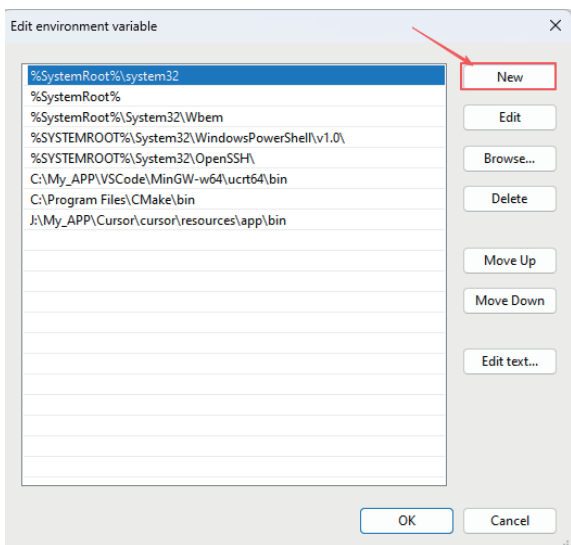 Edit environment variable
%SystemRoot%\system32
%SystemRoot%
%SystemRoot%\System32\Wbem
%SYSTEMROOT%\System32\WindowsPowerShell\v1.0\
%SYSTEMROOT%\System32\OpenSSH\
C:\My_APP\VSCode\MinGW-w64\ucrt64\bin
C:\Program Files\CMake\bin
J:\My_APP\Cursor\cursor\resources\app\bin
New
Edit
Browse...
Delete
Move Up
Move Down
Edit text...
OK
Cancel